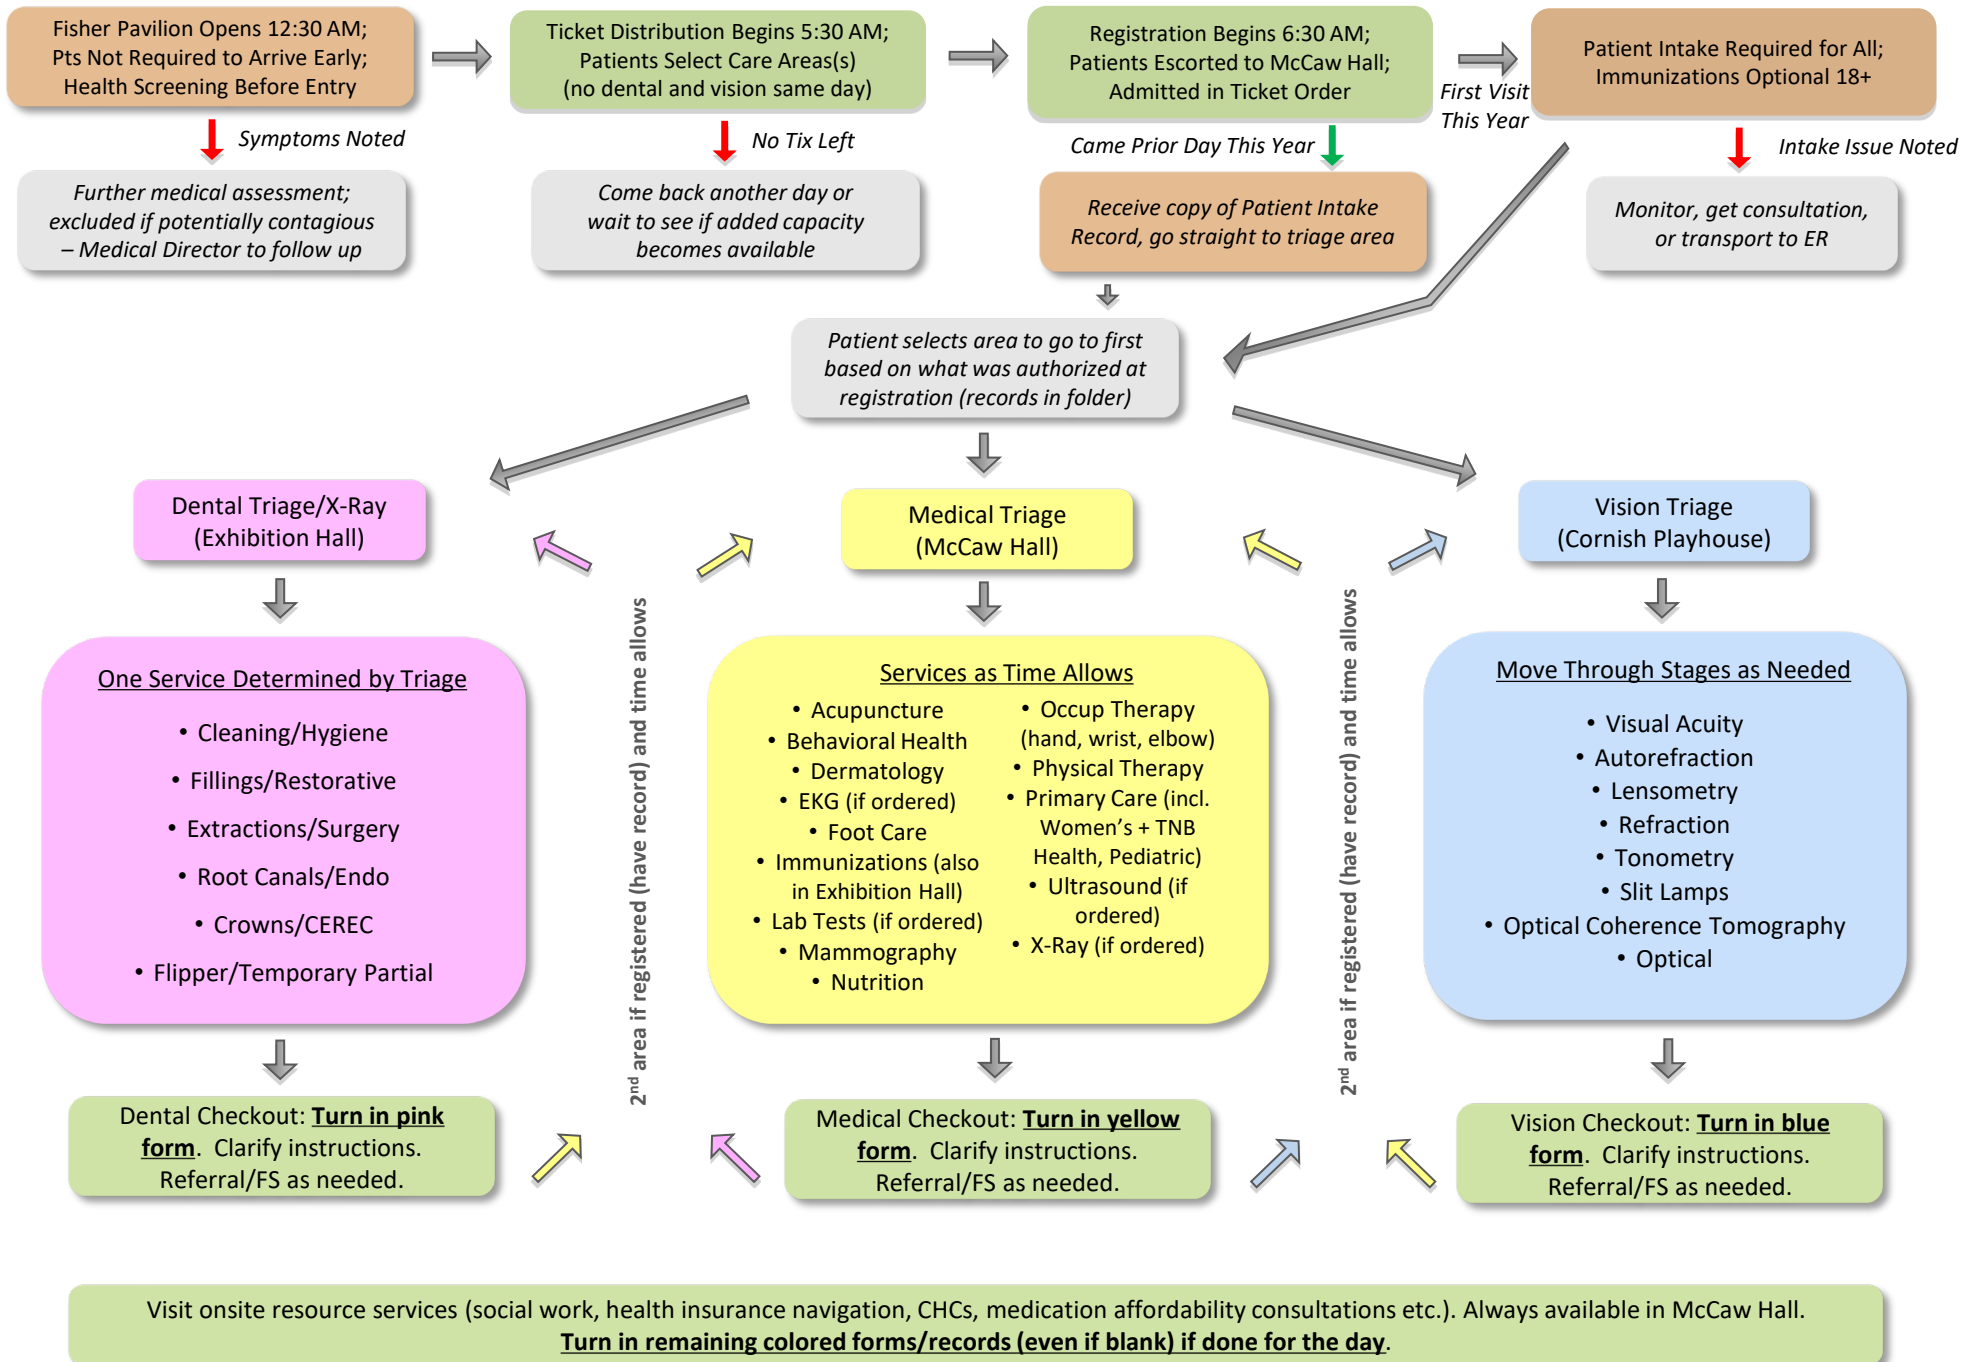 Fisher Pavilion Opens 12:30 AM;
Pts Not Required to Arrive Early;
Health Screening Before Entry
Ticket Distribution Begins 5:30 AM;
Patients Select Care Areas(s)
(no dental and vision same day)
Registration Begins 6:30 AM;
Patients Escorted to McCaw Hall;
Admitted in Ticket Order
First Visit
This Year
Patient Intake Required for All;
Immunizations Optional 18+
Symptoms Noted
No Tix Left
Came Prior Day This Year
Intake Issue Noted
Further medical assessment;
excluded if potentially contagious
– Medical Director to follow up
Come back another day or
wait to see if added capacity
becomes available
Receive copy of Patient Intake
Record, go straight to triage area
Monitor, get consultation,
or transport to ER
Patient selects area to go to first
based on what was authorized at
registration (records in folder)
Dental Triage/X-Ray
(Exhibition Hall)
Medical Triage
(McCaw Hall)
Vision Triage
(Cornish Playhouse)
One Service Determined by Triage
• Cleaning/Hygiene
• Fillings/Restorative
• Extractions/Surgery
• Root Canals/Endo
• Crowns/CEREC
• Flipper/Temporary Partial
2nd area if registered (have record) and time allows
Services as Time Allows
• Acupuncture
• Behavioral Health
• Dermatology
• EKG (if ordered)
• Foot Care
• Immunizations (also
in Exhibition Hall)
• Lab Tests (if ordered)
• Mammography
• Nutrition
• Occup Therapy
(hand, wrist, elbow)
• Physical Therapy
• Primary Care (incl.
Women's + TNB
Health, Pediatric)
• Ultrasound (if
ordered)
• X-Ray (if ordered)
2nd area if registered (have record) and time allows
Move Through Stages as Needed
• Visual Acuity
• Autorefraction
• Lensometry
• Refraction
• Tonometry
• Slit Lamps
• Optical Coherence Tomography
• Optical
Dental Checkout: Turn in pink
form. Clarify instructions.
Referral/FS as needed.
Medical Checkout: Turn in yellow
form. Clarify instructions.
Referral/FS as needed.
Vision Checkout: Turn in blue
form. Clarify instructions.
Referral/FS as needed.
Visit onsite resource services (social work, health insurance navigation, CHCs, medication affordability consultations etc.). Always available in McCaw Hall.
Turn in remaining colored forms/records (even if blank) if done for the day.